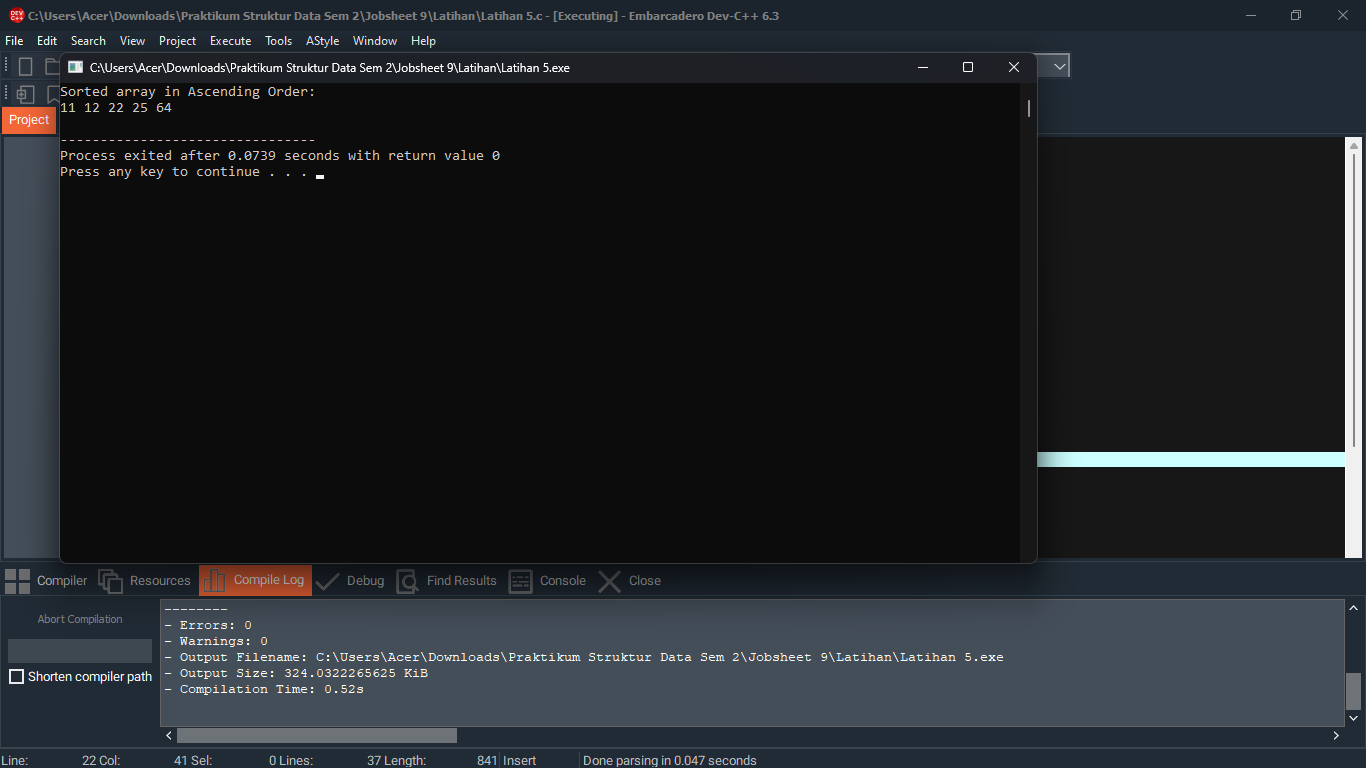 C:\Users\Acer\Downloads\Praktikum Struktur Data Sem 2\Jobsheet 9\Latihan\Latihan 5.c - [Executing] - Embarcadero Dev-C++ 6.3
File Edit Search View Project Execute Tools AStyle Window Help
C:\Users\Acer\Downloads\Praktikum Struktur Data Sem 2\Jobsheet 9\Latihan\Latihan 5.exe
Sorted array in Ascending Order:
11 12 22 25 64
Project
--------------------------------
Process exited after 0.0739 seconds with return value 0
Press any key to continue . . .
Compiler Resources Compile Log Debug Find Results Console Close
Abort Compilation
Shorten compiler path
--------
- Errors: 0
- Warnings: 0
- Output Filename: C:\Users\Acer\Downloads\Praktikum Struktur Data Sem 2\Jobsheet 9\Latihan\Latihan 5.exe
- Output Size: 324.0322265625 KiB
- Compilation Time: 0.52s
Line: 22 Col: 41 Sel: 0 Lines: 37 Length: 841 Insert Done parsing in 0.047 seconds